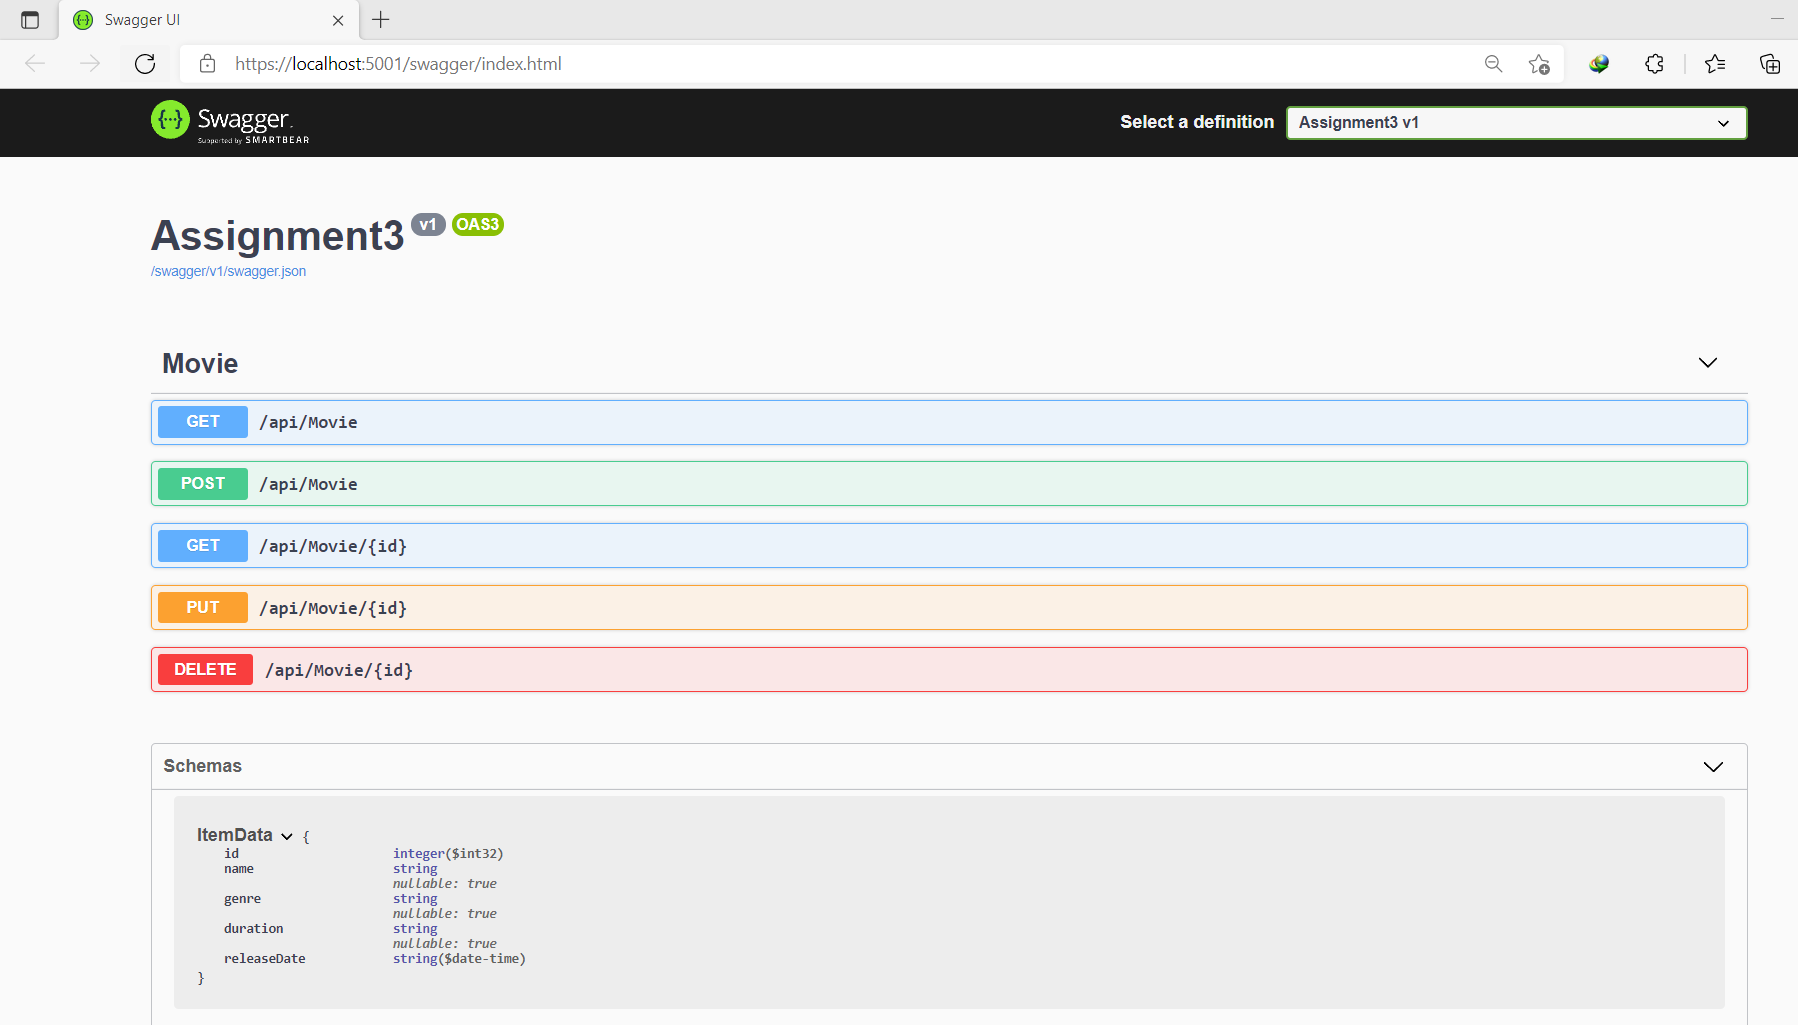 Swagger UI
https://localhost:5001/swagger/index.html
{...} Swagger.
Supported by SMARTBEAR
Select a definition
Assignment3 v1
Assignment3 v1 OAS3
/swagger/v1/swagger.json
Movie
GET /api/Movie
POST /api/Movie
GET /api/Movie/{id}
PUT /api/Movie/{id}
DELETE /api/Movie/{id}
Schemas
ItemData {
id integer($int32)
name string
nullable: true
genre string
nullable: true
duration string
nullable: true
releaseDate string($date-time)
}